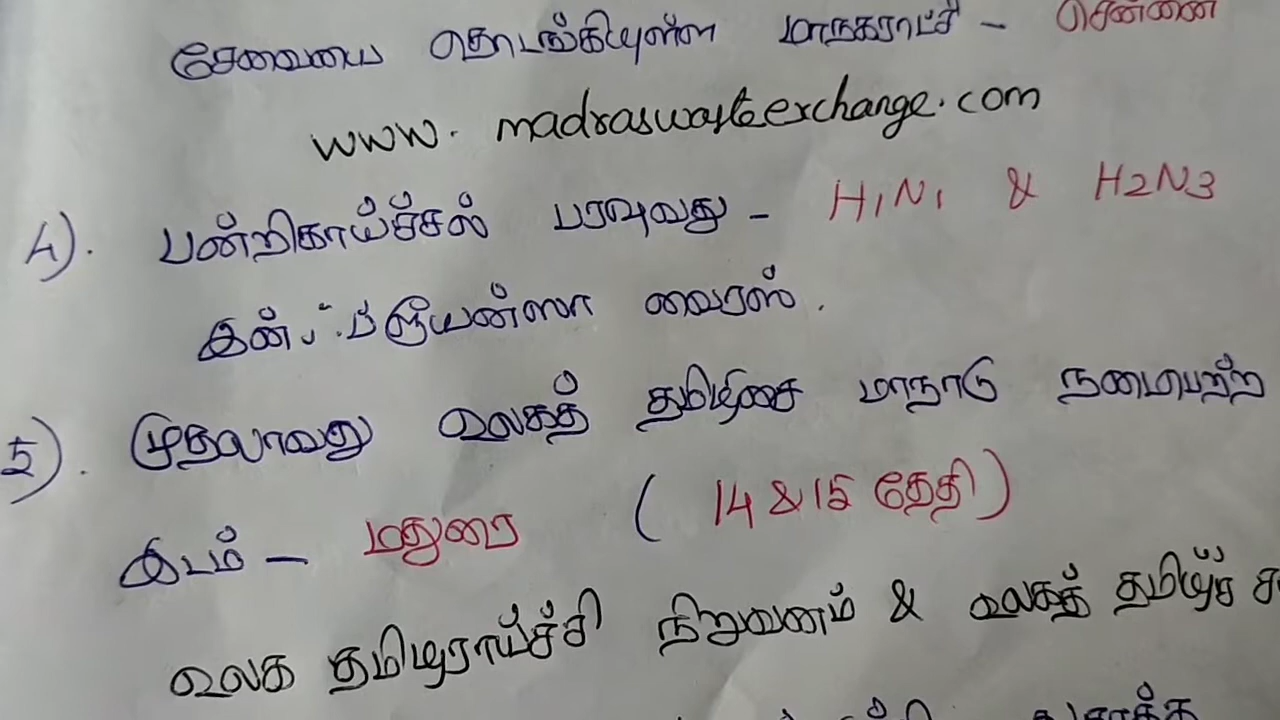 சேவையை தொடங்கியுள்ள மாநகராட்சி - சென்னை
www. madraswasteexchange.com
4). பன்றிகாய்ச்சல் பரவுவது - H1N1 & H2N3
இன்ஃப்ளுயன்ஸா வைரஸ்.
5). முதலாவது உலகத் தமிழிசை மாநாடு நடைபெற்ற
இடம் - மதுரை ( 14 & 15 தேதி )
உலக தமிழராய்ச்சி நிறுவனம் & உலகத் தமிழ்ச்